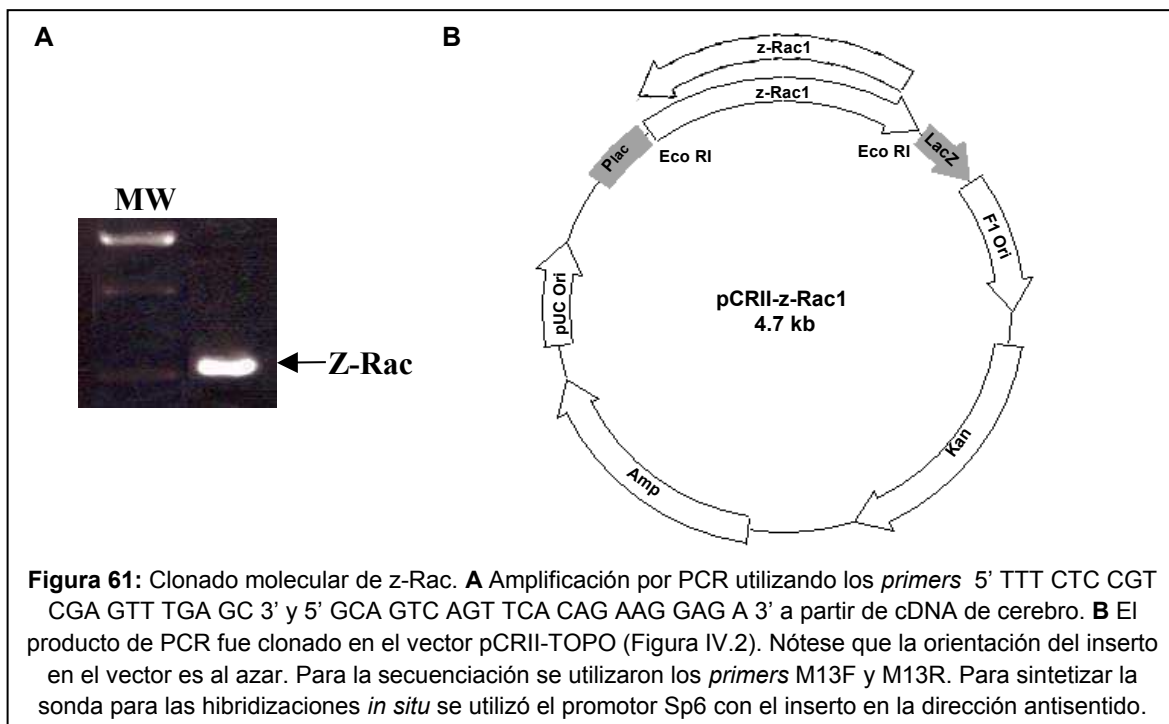 A
B
MW
Z-Rac
z-Rac1
z-Rac1
Eco RI
Eco RI
Plac
LacZ
F1 Ori
pUC Ori
pCRII-z-Rac1
4.7 kb
Kan
Amp
Figura 61: Clonado molecular de z-Rac. A Amplificación por PCR utilizando los primers 5’ TTT CTC CGT
CGA GTT TGA GC 3’ y 5’ GCA GTC AGT TTC ACA GAA GGA GA 3’ a partir de cDNA de cerebro. B El
producto de PCR fue clonado en el vector pCRII-TOPO (Figura IV.2). Nótese que la orientación del inserto
en el vector es al azar. Para la secuenciación se utilizaron los primers M13F y M13R. Para sintetizar la
sonda para las hibridizaciones in situ se utilizó el promotor Sp6 con el inserto en la dirección antisentido.